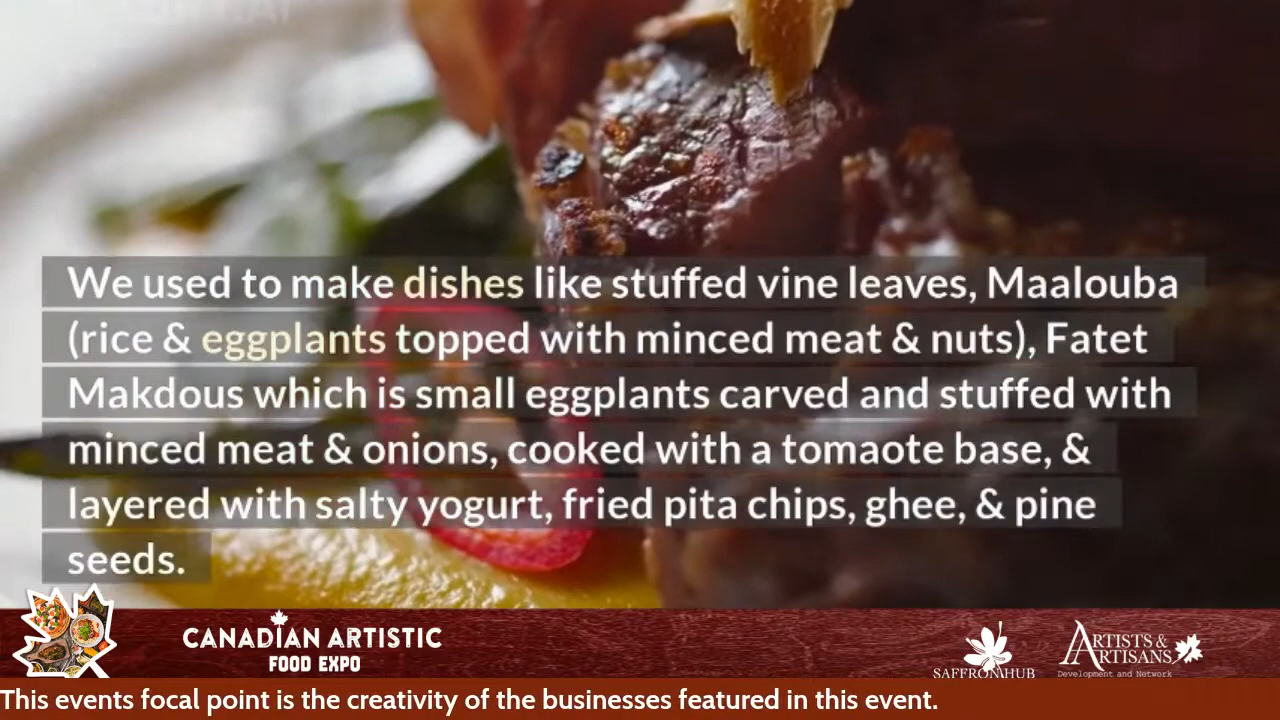 We used to make dishes like stuffed vine leaves, Maalouba
(rice & eggplants topped with minced meat & nuts), Fatet
Makdous which is small eggplants carved and stuffed with
minced meat & onions, cooked with a tomaote base, &
layered with salty yogurt, fried pita chips, ghee, & pine
seeds.
CANADIAN ARTISTIC
FOOD EXPO
SAFFRONHUB
ARTISTS &
ARTISANS
Development and Network
This events focal point is the creativity of the businesses featured in this event.